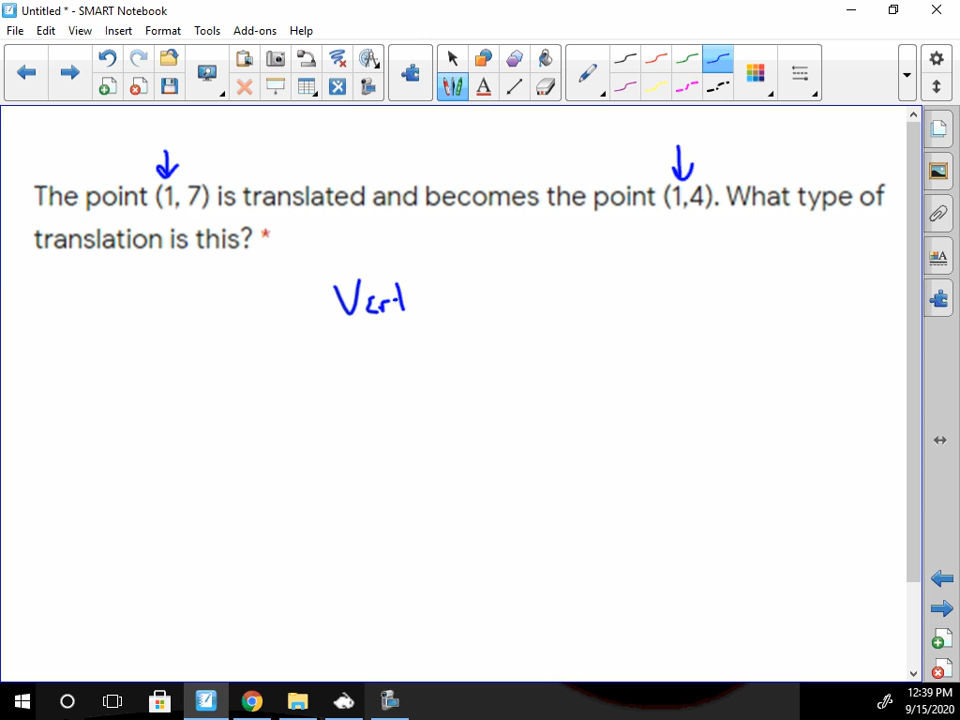 Untitled * - SMART Notebook
File Edit View Insert Format Tools Add-ons Help
The point (1, 7) is translated and becomes the point (1,4). What type of
translation is this? *
Vert
12:39 PM
9/15/2020